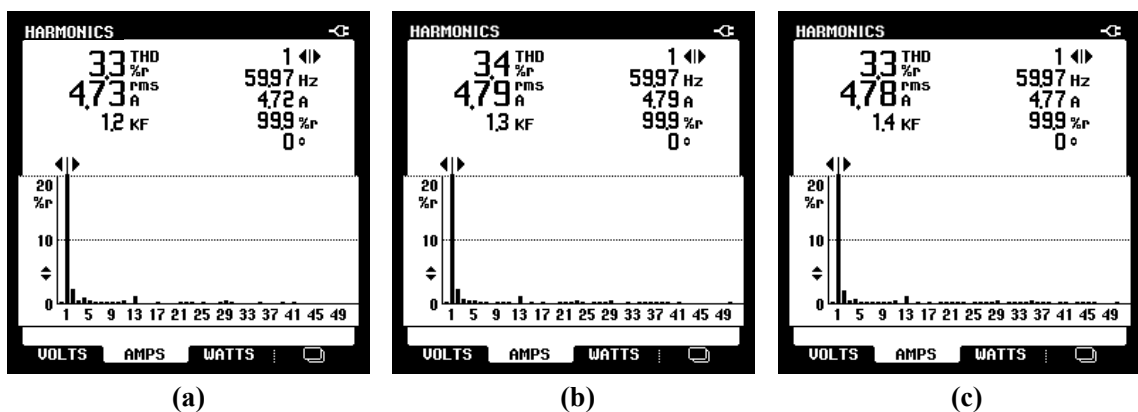 HARMONICS
3.3 THD %r
1
4.73 rms A
59.97 Hz
4.72 A
1.2 KF
99.9 %r
0 °
20
%r
10
0
1 5 9 13 17 21 25 29 33 37 41 45 49
VOLTS AMPS WATTS
(a)
HARMONICS
3.4 THD %r
1
4.79 rms A
59.97 Hz
4.79 A
1.3 KF
99.9 %r
0 °
20
%r
10
0
1 5 9 13 17 21 25 29 33 37 41 45 49
VOLTS AMPS WATTS
(b)
HARMONICS
3.3 THD %r
1
4.78 rms A
59.97 Hz
4.77 A
1.4 KF
99.9 %r
0 °
20
%r
10
0
1 5 9 13 17 21 25 29 33 37 41 45 49
VOLTS AMPS WATTS
(c)